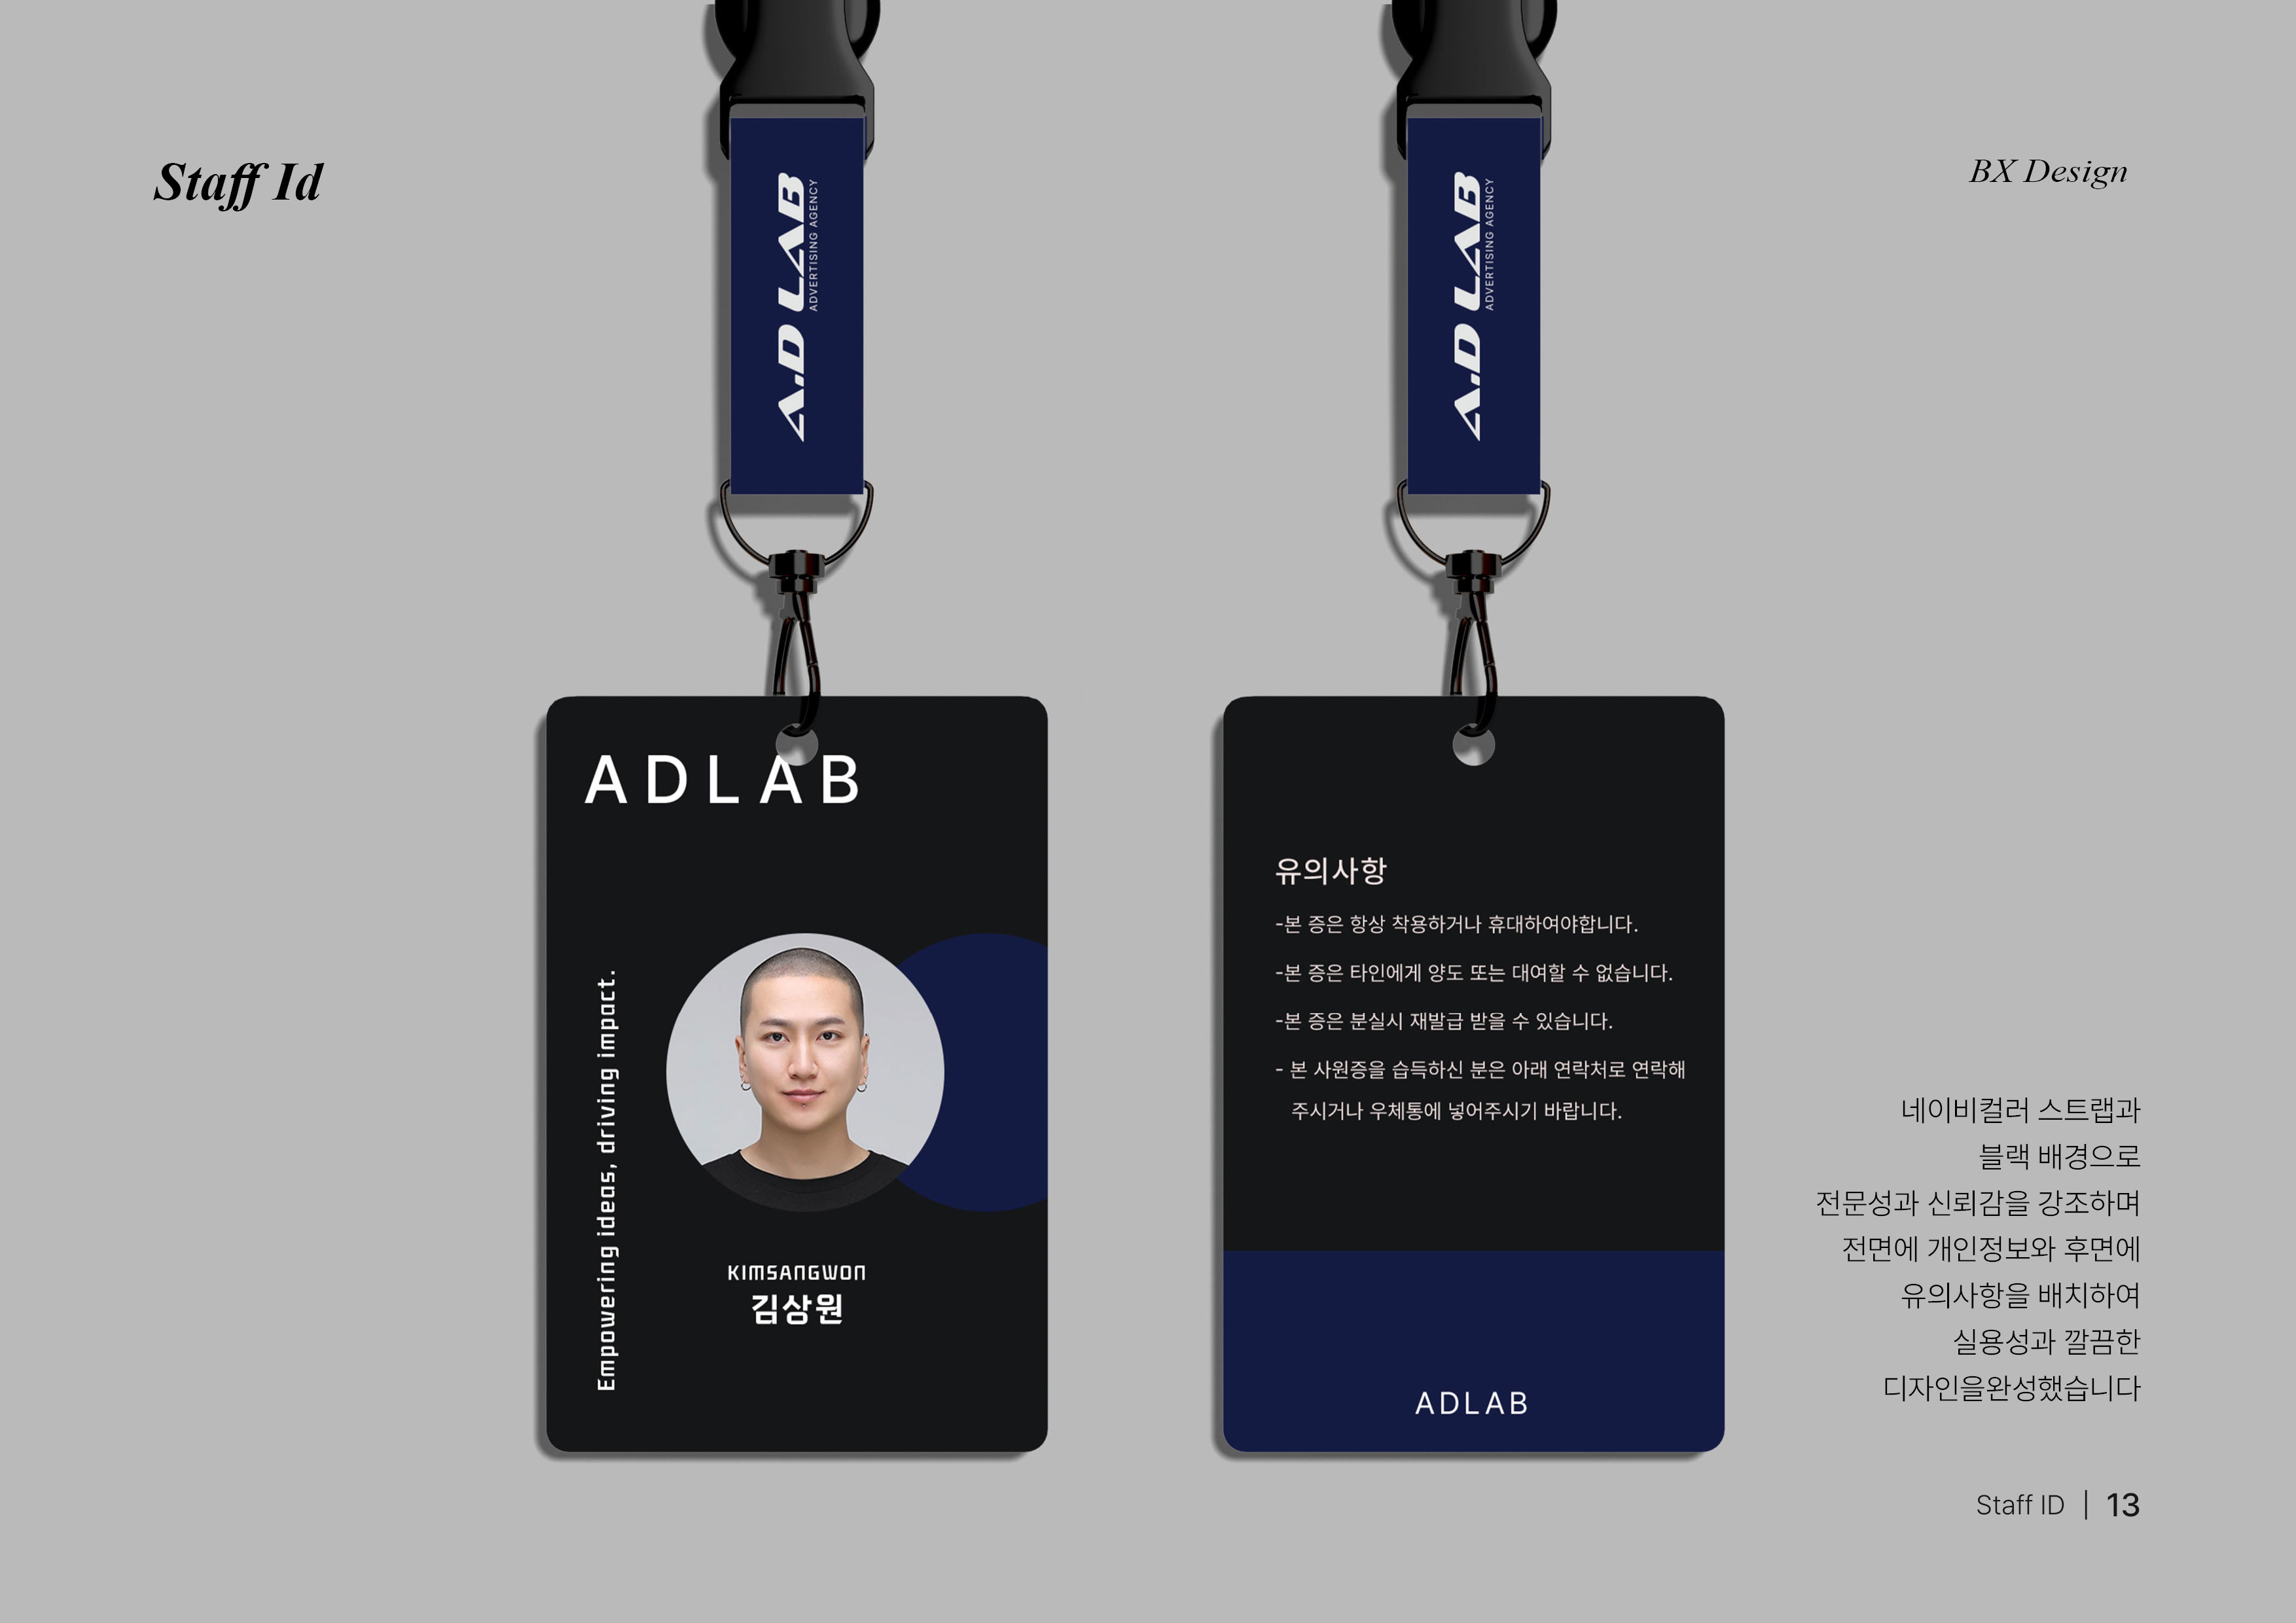 Staff Id
BX Design
A.D LAB
ADVERTISING AGENCY
A.D LAB
ADVERTISING AGENCY
ADLAB
Empowering ideas, driving impact.
KIMSANGWON
김상원
유의사항
-본 증은 항상 착용하거나 휴대하여야합니다.
-본 증은 타인에게 양도 또는 대여할 수 없습니다.
-본 증은 분실시 재발급 받을 수 있습니다.
- 본 사원증을 습득하신 분은 아래 연락처로 연락해
주시거나 우체통에 넣어주시기 바랍니다.
ADLAB
네이비컬러 스트랩과
블랙 배경으로
전문성과 신뢰감을 강조하며
전면에 개인정보와 후면에
유의사항을 배치하여
실용성과 깔끔한
디자인을완성했습니다
Staff ID | 13